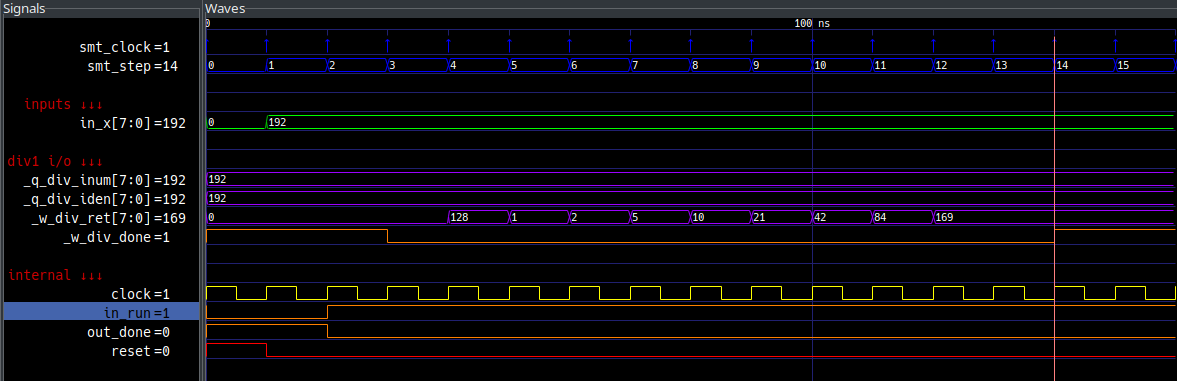 Signals
Waves
0
100 ns
smt_clock=1
smt_step=14
0 1 2 3 4 5 6 7 8 9 10 11 12 13 14 15
inputs ↓↓↓
in_x[7:0]=192
0 192
div1 i/o ↓↓↓
_q_div_inum[7:0]=192
192
_q_div_iden[7:0]=192
192
_w_div_ret[7:0]=169
0 128 1 2 5 10 21 42 84 169
_w_div_done=1
internal ↓↓↓
clock=1
in_run=1
out_done=0
reset=0